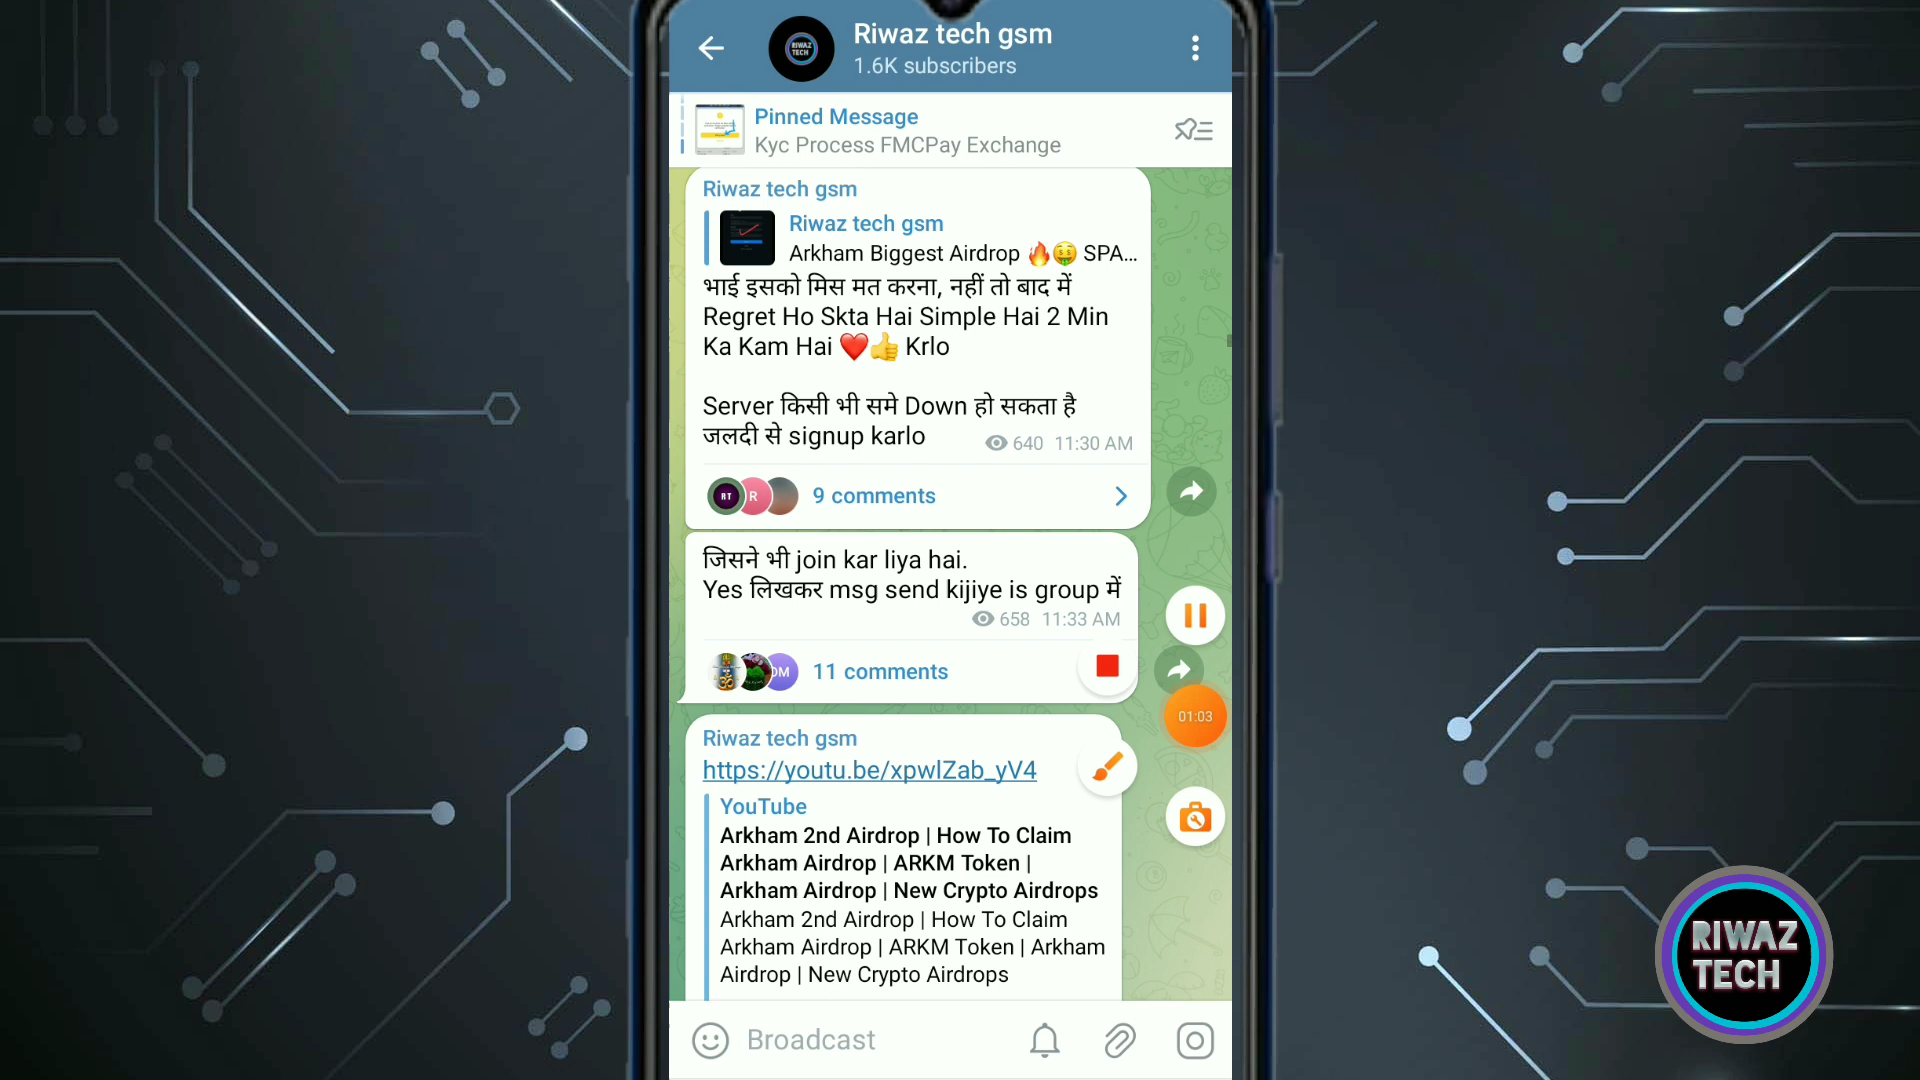 Riwaz tech gsm
1.6K subscribers
Pinned Message
Kyc Process FMCPay Exchange
Riwaz tech gsm
Riwaz tech gsm
Arkham Biggest Airdrop 🔥🤑 SPA...
भाई इसको मिस मत करना, नहीं तो बाद में
Regret Ho Skta Hai Simple Hai 2 Min
Ka Kam Hai ❤️👍 Krlo
Server किसी भी समे Down हो सकता है
जलदी से signup karlo
640 11:30 AM
RT
R
9 comments
जिसने भी join kar liya hai.
Yes लिखकर msg send kijiye is group में
658 11:33 AM
ॐ
DM
11 comments
01:03
Riwaz tech gsm
https://youtu.be/xpwlZab_yV4
YouTube
Arkham 2nd Airdrop | How To Claim
Arkham Airdrop | ARKM Token |
Arkham Airdrop | New Crypto Airdrops
Arkham 2nd Airdrop | How To Claim
Arkham Airdrop | ARKM Token | Arkham
Airdrop | New Crypto Airdrops
Broadcast
RIWAZ
TECH